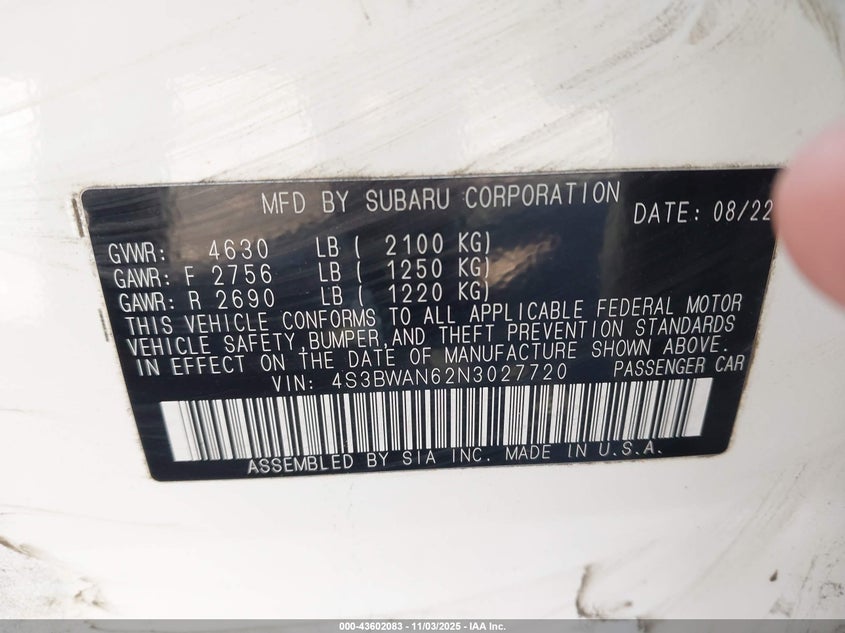 MFD BY SUBARU CORPORATION
DATE: 08/22
GVWR: 4630 LB ( 2100 KG)
GAWR: F 2756 LB ( 1250 KG)
GAWR: R 2690 LB ( 1220 KG)
THIS VEHICLE CONFORMS TO ALL APPLICABLE FEDERAL MOTOR
VEHICLE SAFETY,BUMPER,AND THEFT PREVENTION STANDARDS
IN EFFECT ON THE DATE OF MANUFACTURE SHOWN ABOVE.
VIN: 4S3BWAN62N3027720 PASSENGER CAR
ASSEMBLED BY SIA INC. MADE IN U.S.A.
000-43602083 - 11/03/2025 - IAA Inc.